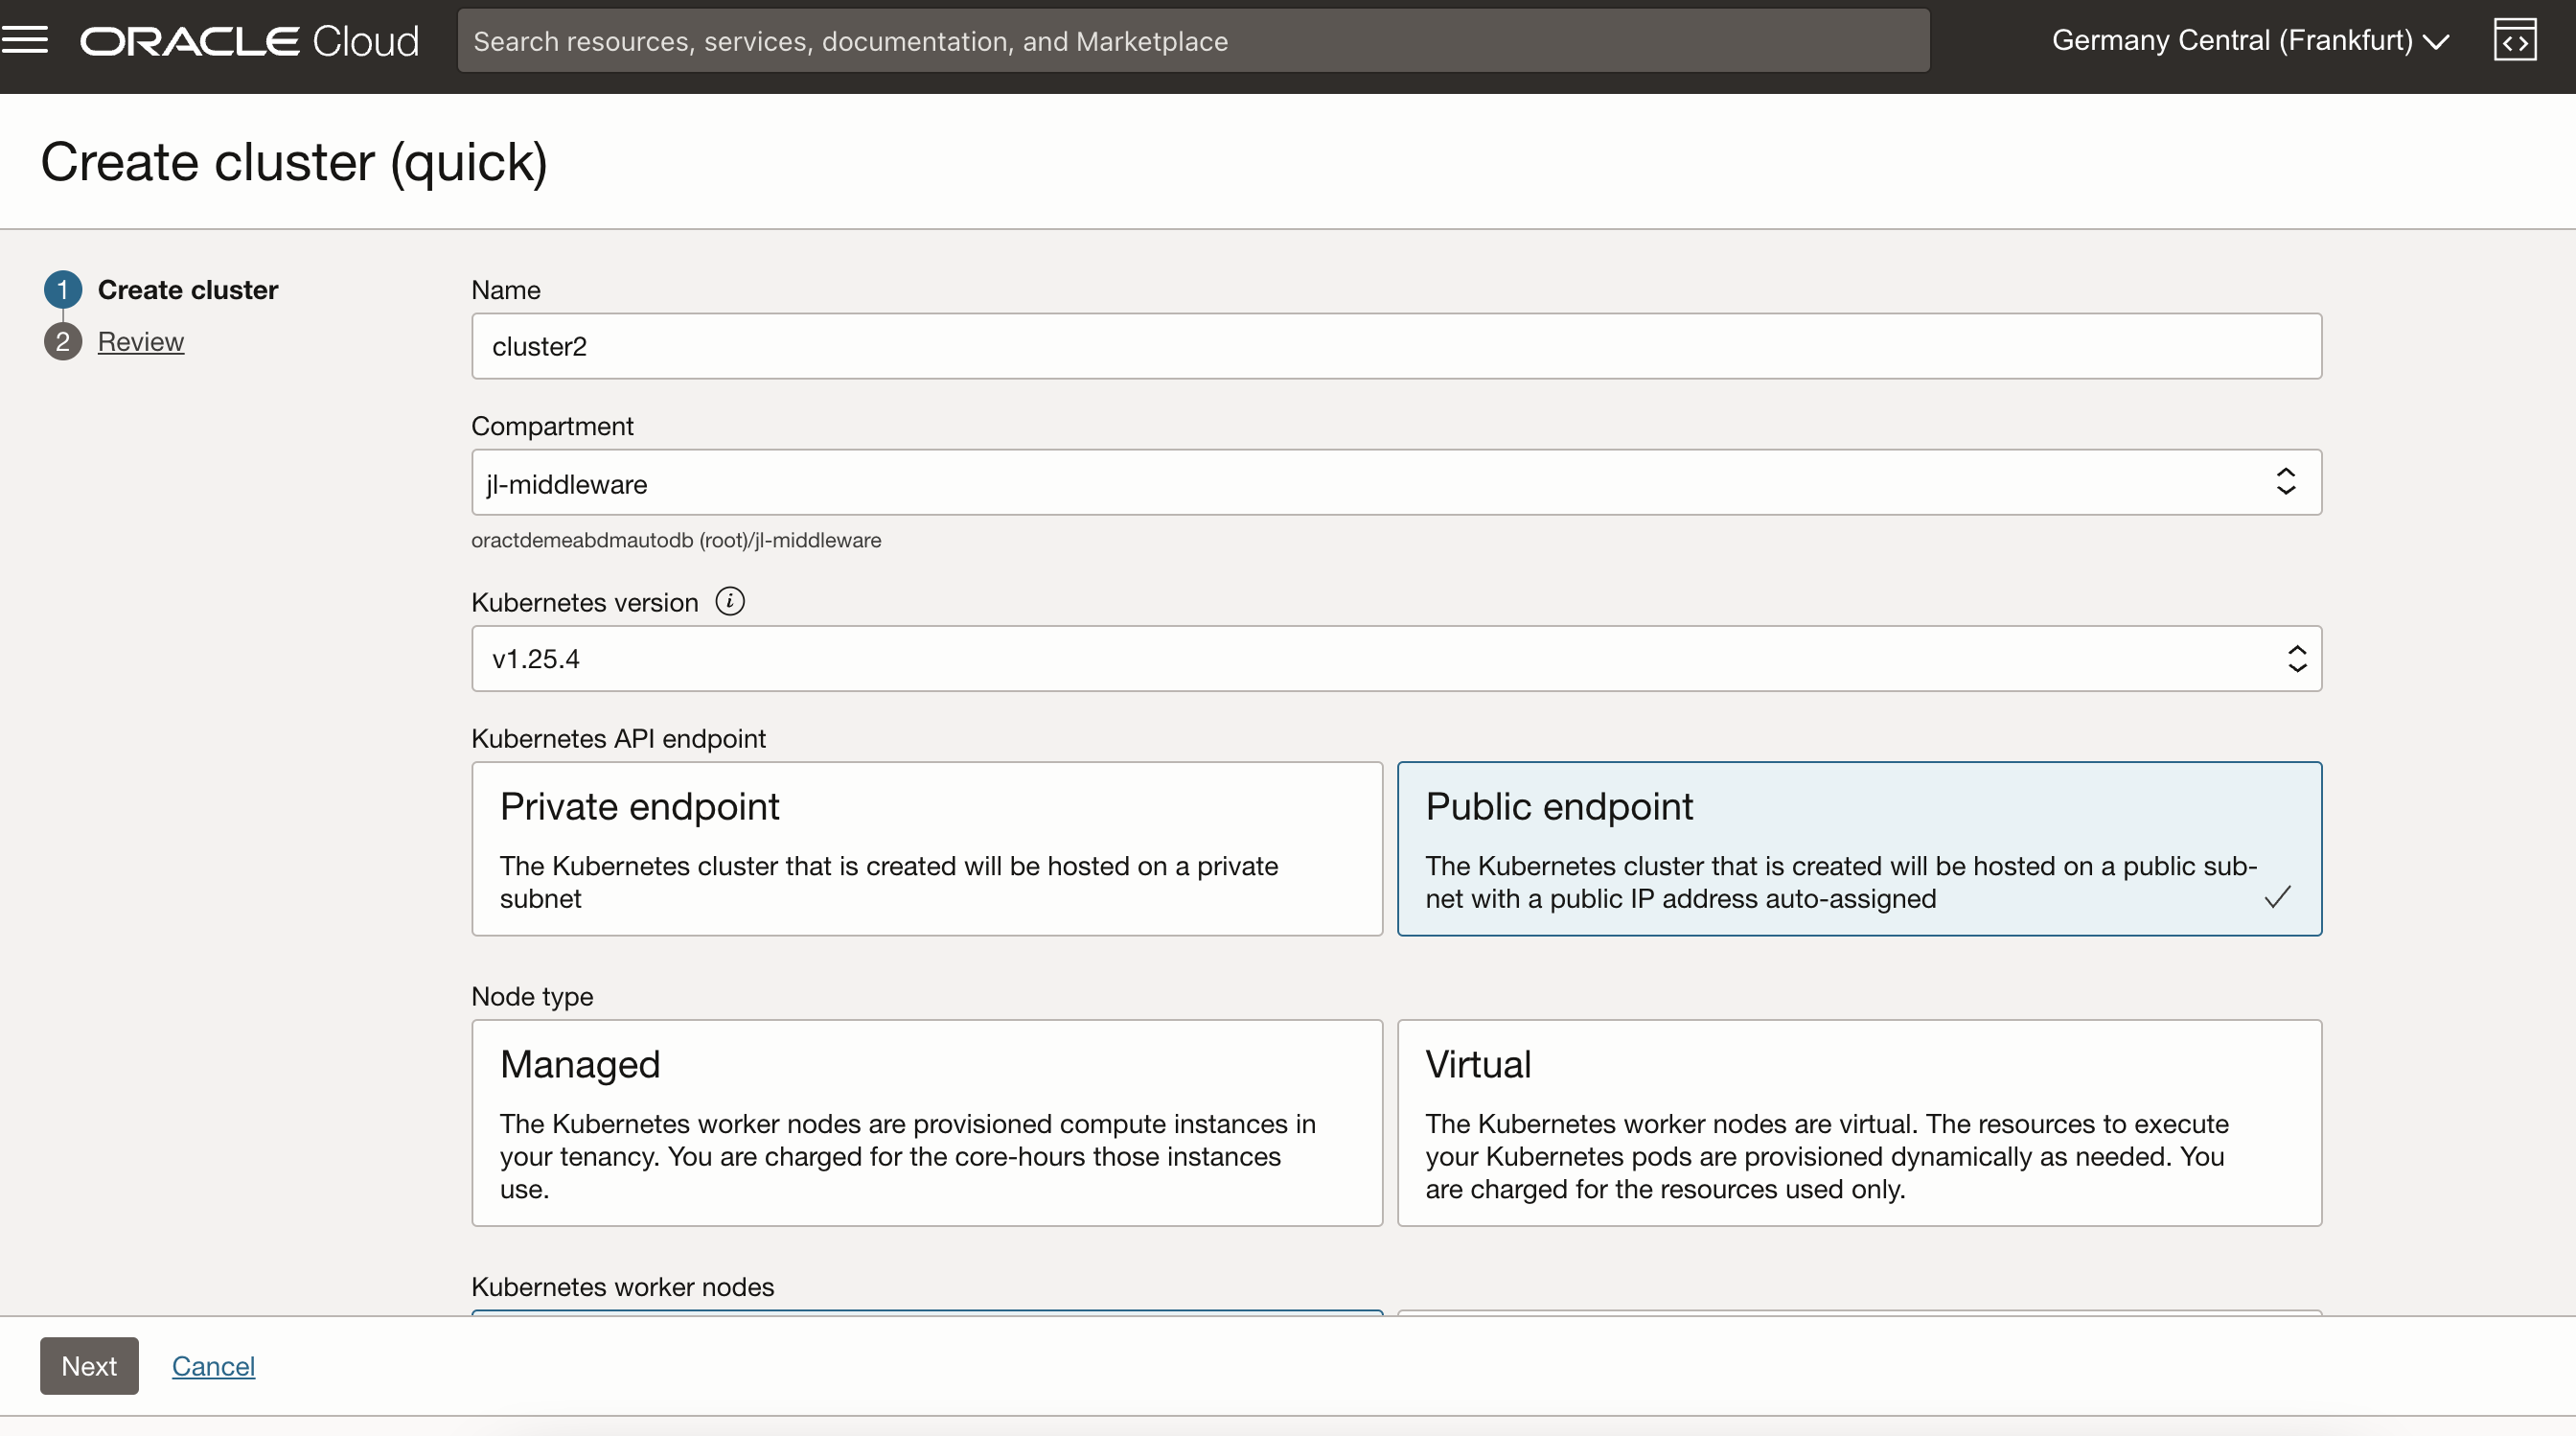 ORACLE Cloud
Search resources, services, documentation, and Marketplace
Germany Central (Frankfurt)
Create cluster (quick)
1 Create cluster
2 Review
Name
cluster2
Compartment
jl-middleware
oractdemeabdmautodb (root)/jl-middleware
Kubernetes version i
v1.25.4
Kubernetes API endpoint
Private endpoint
The Kubernetes cluster that is created will be hosted on a private
subnet
Public endpoint
The Kubernetes cluster that is created will be hosted on a public sub-
net with a public IP address auto-assigned
Node type
Managed
The Kubernetes worker nodes are provisioned compute instances in
your tenancy. You are charged for the core-hours those instances
use.
Virtual
The Kubernetes worker nodes are virtual. The resources to execute
your Kubernetes pods are provisioned dynamically as needed. You
are charged for the resources used only.
Kubernetes worker nodes
Next
Cancel